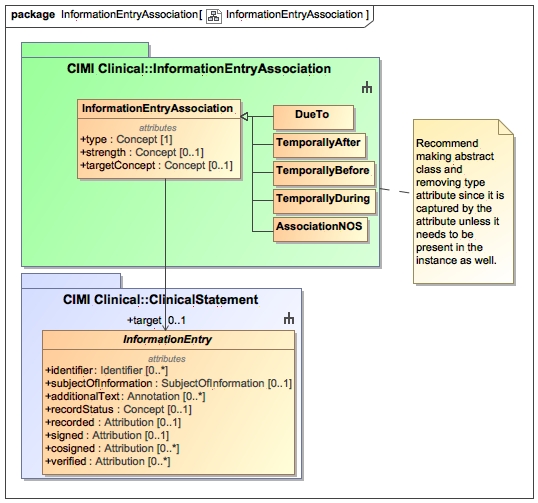 package InformationEntryAssociation[ InformationEntryAssociation ]
CIMI Clinical::InformationEntryAssociation
InformationEntryAssociation
attributes
+type : Concept [1]
+strength : Concept [0..1]
+targetConcept : Concept [0..1]
DueTo
TemporallyAfter
TemporallyBefore
TemporallyDuring
AssociationNOS
Recommend
making abstract
class and
removing type
attribute since it is
captured by the
attribute unless it
needs to be
present in the
instance as well.
CIMI Clinical::ClinicalStatement
+target 0..1
InformationEntry
attributes
+identifier : Identifier [0..*]
+subjectOfInformation : SubjectOfInformation [0..1]
+additionalText : Annotation [0..*]
+recordStatus : Concept [0..1]
+recorded : Attribution [0..1]
+signed : Attribution [0..1]
+cosigned : Attribution [0..*]
+verified : Attribution [0..*]